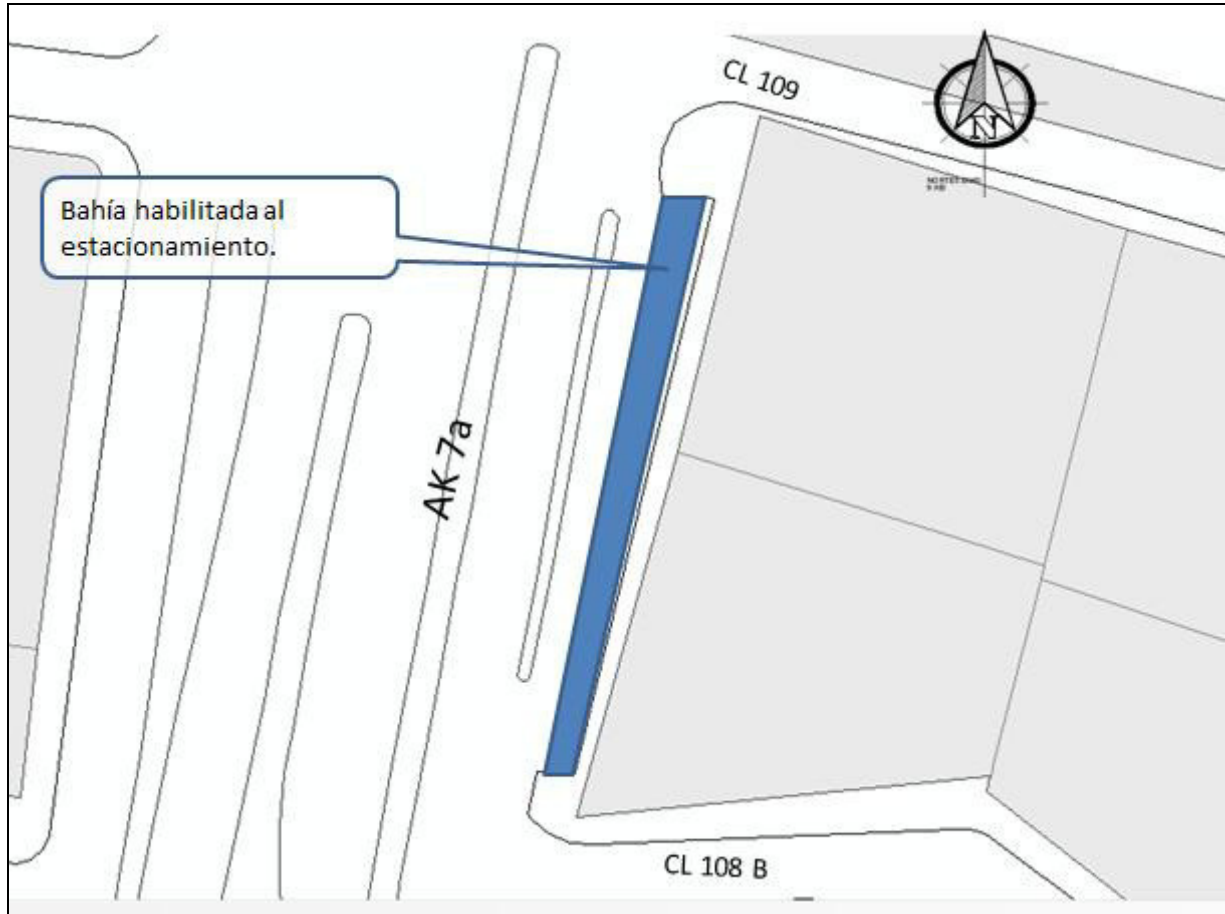 CL 109
N
Bahía habilitada al
estacionamiento.
AK 7a
CL 108 B